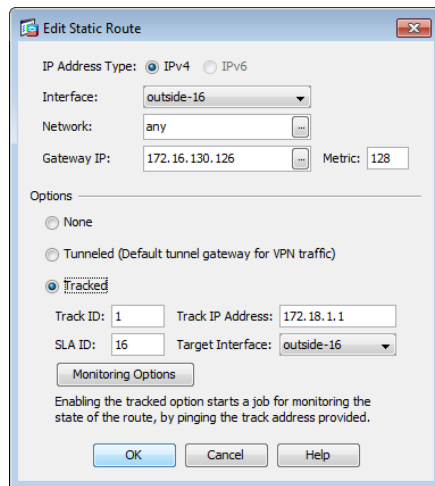 Edit Static Route
IP Address Type: IPv4 IPv6
Interface: outside-16
Network: any ...
Gateway IP: 172.16.130.126 ... Metric: 128
Options
None
Tunneled (Default tunnel gateway for VPN traffic)
Tracked
Track ID: 1 Track IP Address: 172.18.1.1
SLA ID: 16 Target Interface: outside-16
Monitoring Options
Enabling the tracked option starts a job for monitoring the
state of the route, by pinging the track address provided.
OK Cancel Help